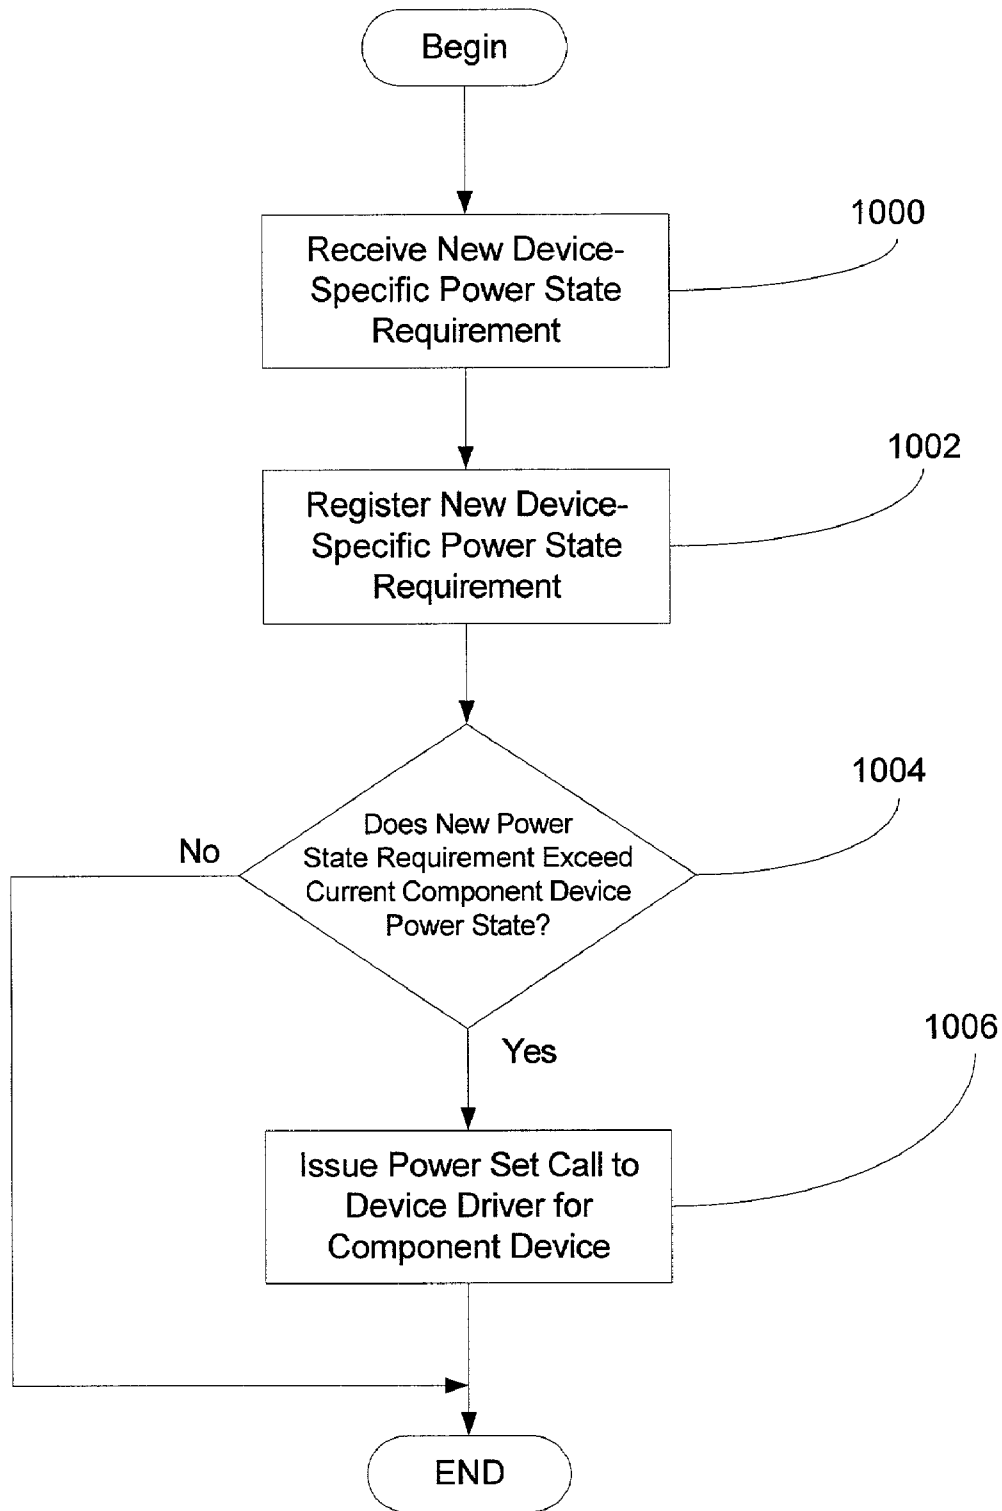 Begin
1000
Receive New Device-
Specific Power State
Requirement
1002
Register New Device-
Specific Power State
Requirement
1004
Does New Power
State Requirement Exceed
Current Component Device
Power State?
No
Yes
1006
Issue Power Set Call to
Device Driver for
Component Device
END